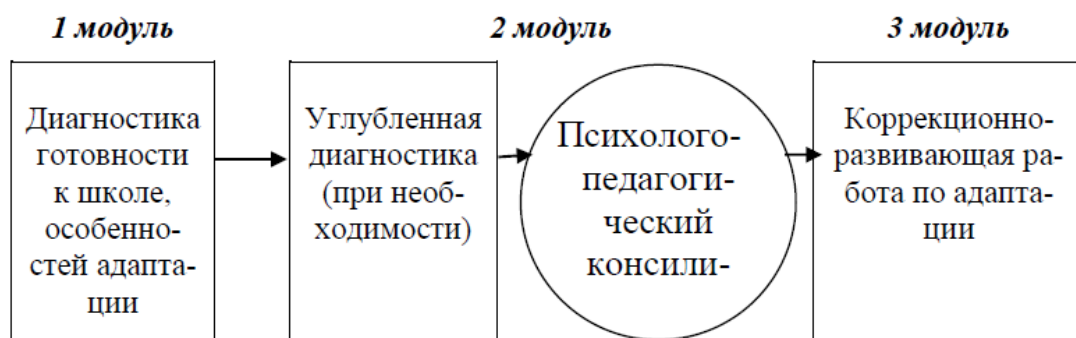 1 модуль
2 модуль
3 модуль
Диагностика
готовности
к школе,
особенно-
стей адапта-
ции
Углубленная
диагностика
(при необ-
ходимости)
Психолого-
педагоги-
ческий
консили-
Коррекционно-
развивающая ра-
бота по адапта-
ции